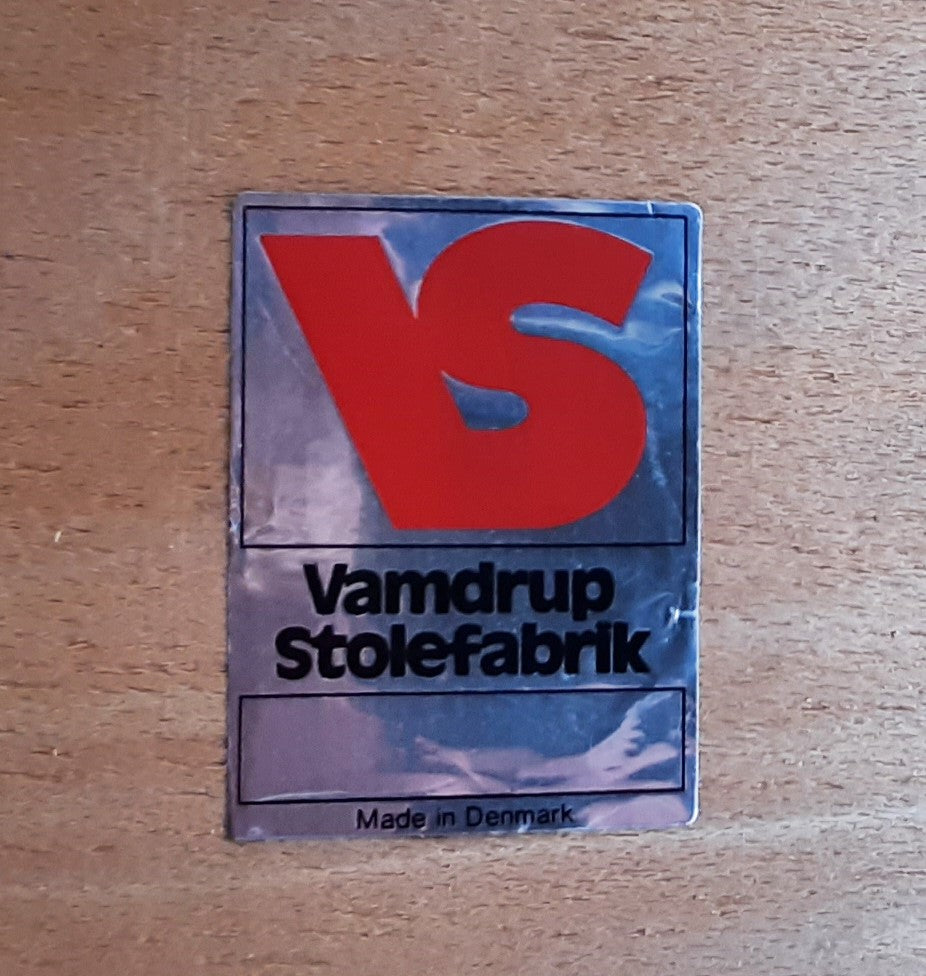 VS
Vamdrup
Stolefabrik
Made in Denmark